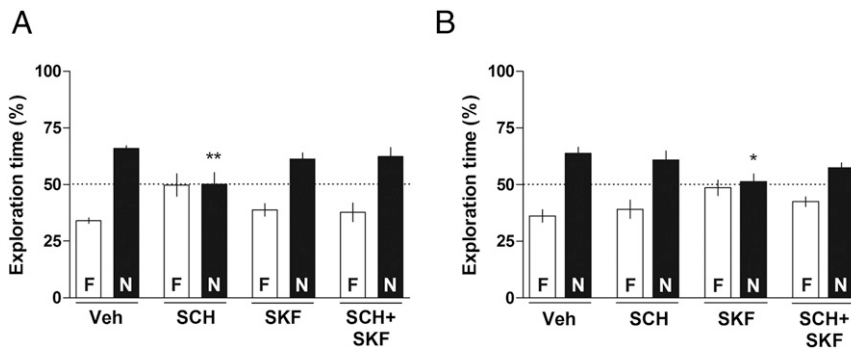 A
Exploration time (%)
100
75
50
25
0
**
F N F N F N F N
Veh SCH SKF SCH+
SKF
B
Exploration time (%)
100
75
50
25
0
*
F N F N F N F N
Veh SCH SKF SCH+
SKF